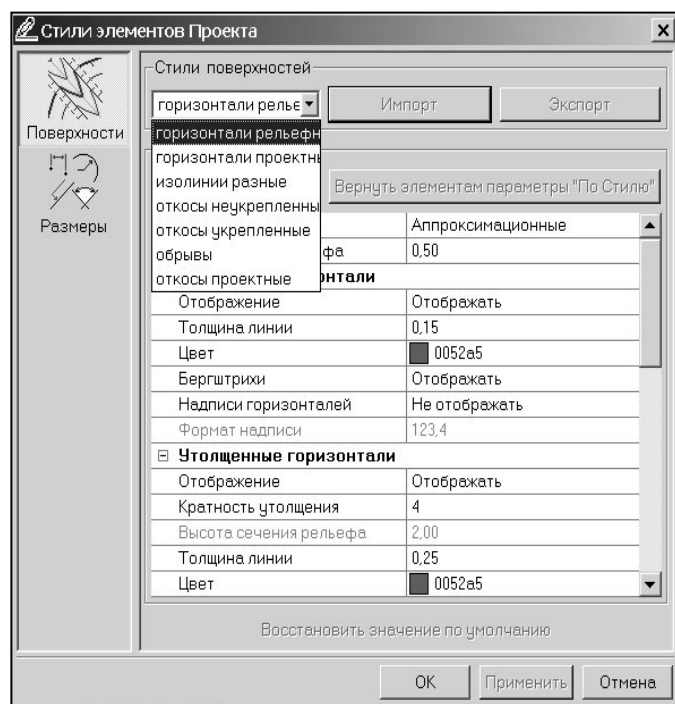 Стили элементов Проекта
Поверхности
Размеры
Стили поверхностей
горизонтали релье
Импорт
Экспорт
горизонтали рельефн
горизонтали проектн
изолинии разные
откосы неукрепленны
откосы укрепленные
обрывы
откосы проектные
Вернуть элементам параметры "По Стилю"
Аппроксимационные
фа 0,50
нтали
Отображение Отображать
Толщина линии 0,15
Цвет 0052a5
Бергштрихи Отображать
Надписи горизонталей Не отображать
Формат надписи 123,4
Утолщенные горизонтали
Отображение Отображать
Кратность утолщения 4
Высота сечения рельефа 2,00
Толщина линии 0,25
Цвет 0052a5
Восстановить значение по умолчанию
OK Применить Отмена